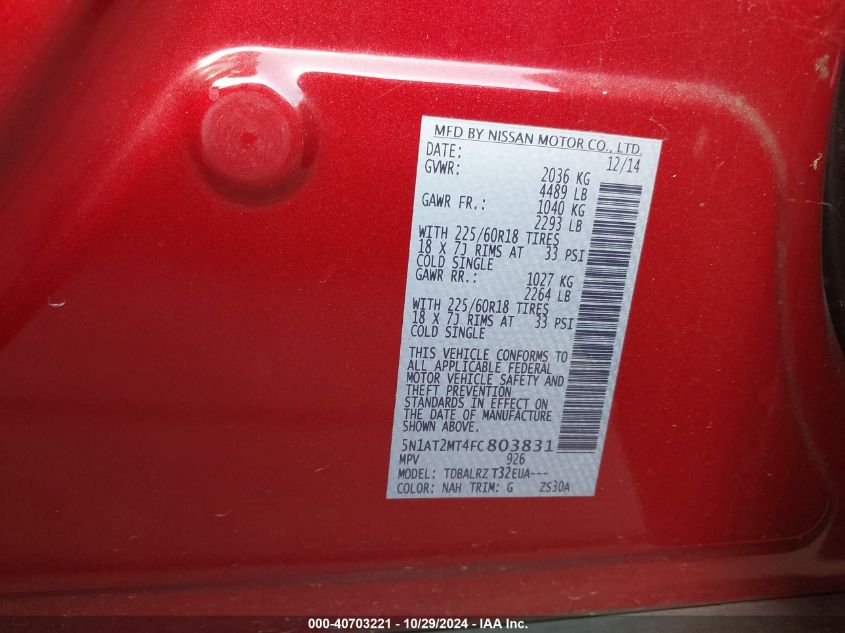 MFD BY NISSAN MOTOR CO., LTD.
DATE: 12/14
GVWR: 2036 KG
4489 LB
GAWR FR.: 1040 KG
2293 LB
WITH 225/60R18 TIRES
18 X 7J RIMS AT 33 PSI
COLD SINGLE
GAWR RR.: 1027 KG
2264 LB
WITH 225/60R18 TIRES
18 X 7J RIMS AT 33 PSI
COLD SINGLE
THIS VEHICLE CONFORMS TO
ALL APPLICABLE FEDERAL
MOTOR VEHICLE SAFETY AND
THEFT PREVENTION
STANDARDS IN EFFECT ON
THE DATE OF MANUFACTURE
SHOWN ABOVE.
5N1AT2MT4FC803831
MPV 926
MODEL: TDBALRZ T32EUA---
COLOR: NAH TRIM: G ZS30A
000-40703221 - 10/29/2024 - IAA Inc.